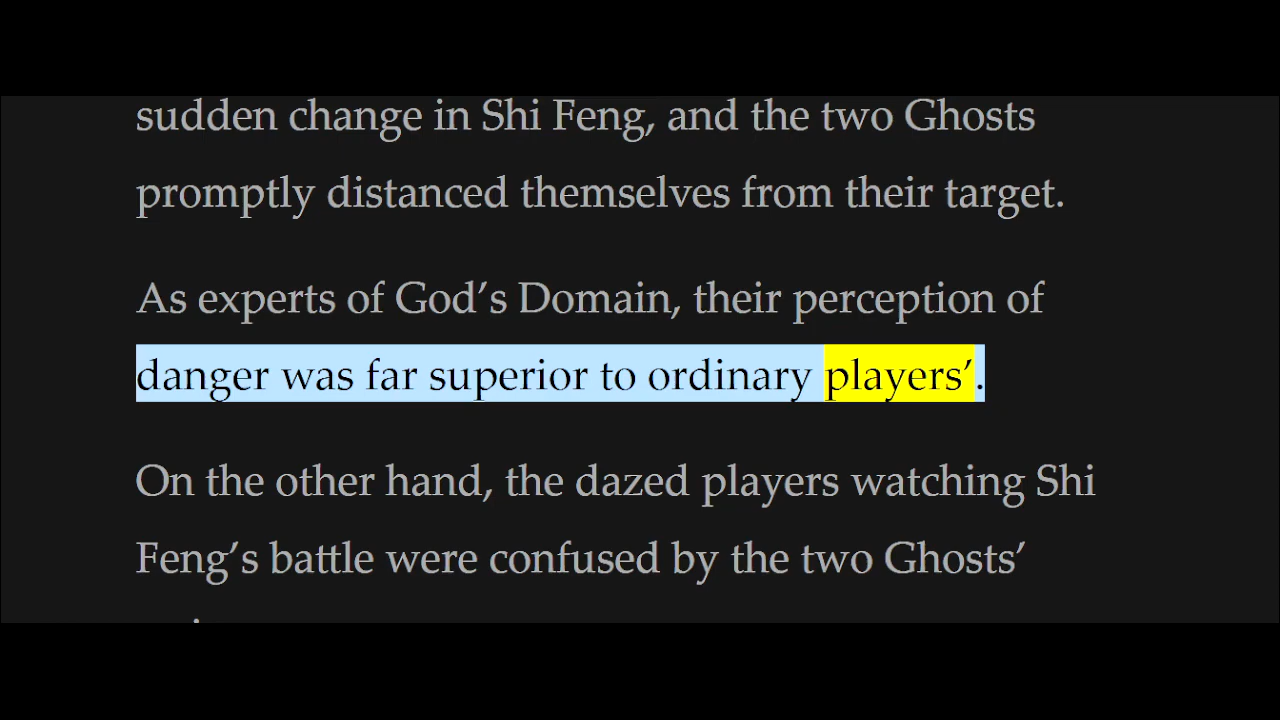 sudden change in Shi Feng, and the two Ghosts
promptly distanced themselves from their target.
As experts of God’s Domain, their perception of
danger was far superior to ordinary players’.
On the other hand, the dazed players watching Shi
Feng’s battle were confused by the two Ghosts’